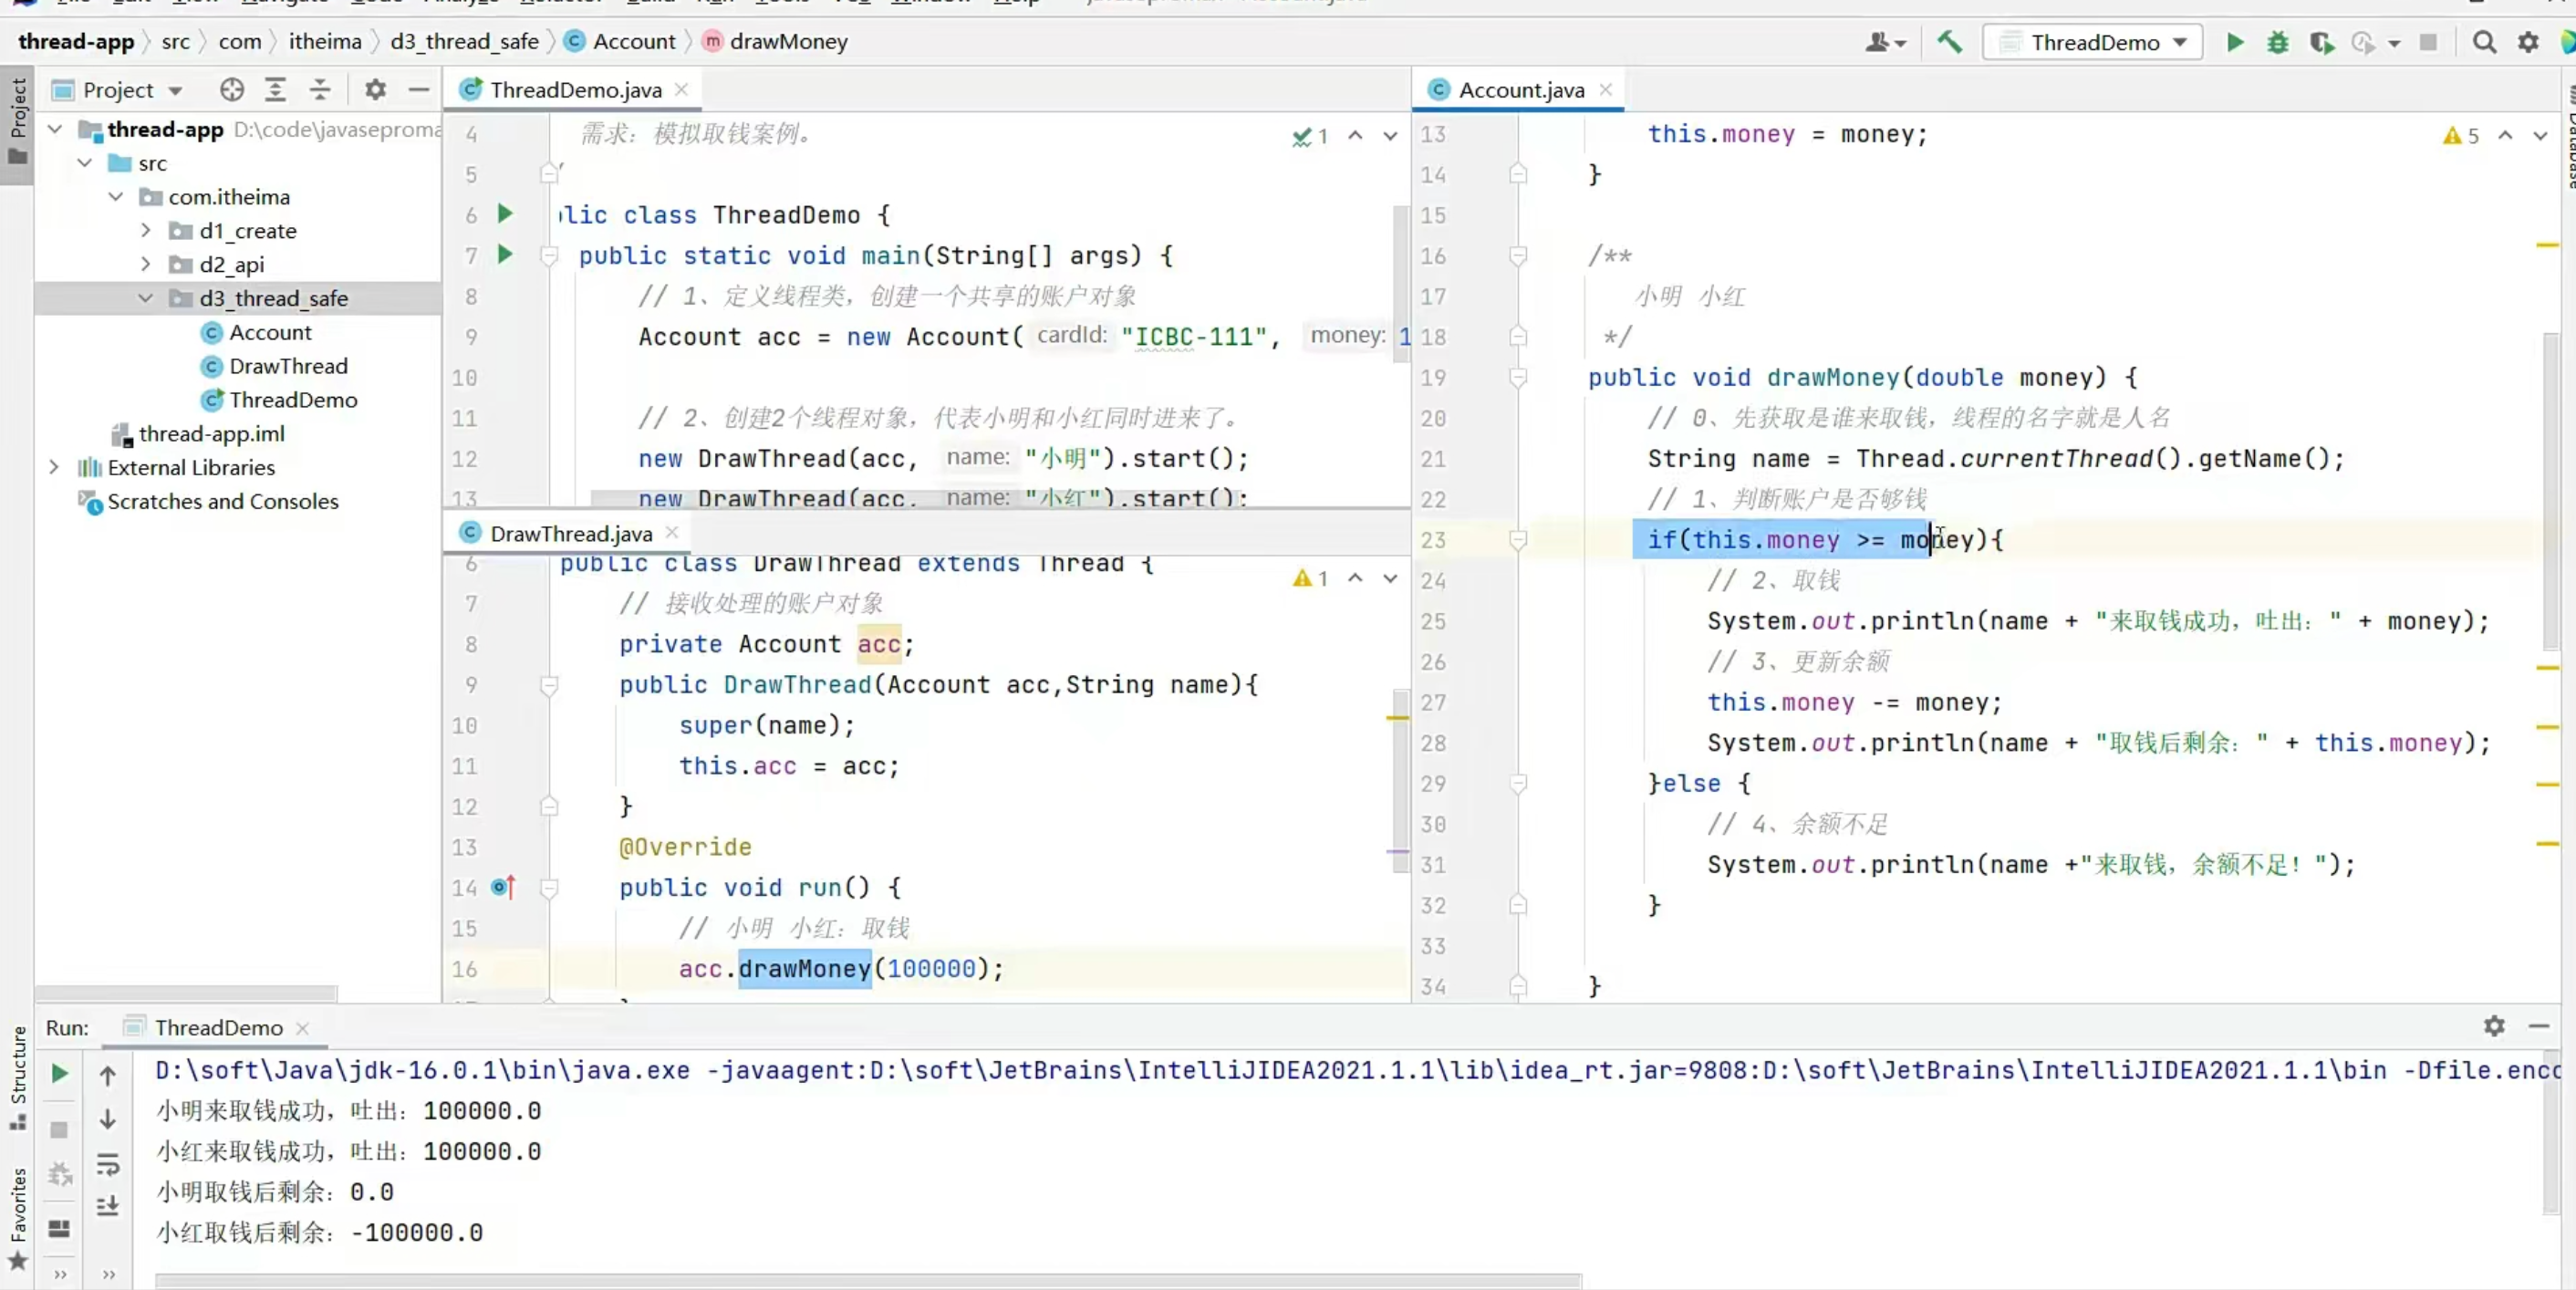 thread-app src com itheima d3_thread_safe Account drawMoney ThreadDemo
Project
Project
thread-app D:\code\javaseproma
src
com.itheima
d1_create
d2_api
d3_thread_safe
Account
DrawThread
ThreadDemo
thread-app.iml
External Libraries
Scratches and Consoles
ThreadDemo.java
1
4 需求：模拟取钱案例。
5
6 lic class ThreadDemo {
7 public static void main(String[] args) {
8 // 1、定义线程类，创建一个共享的账户对象
9 Account acc = new Account( cardId: "ICBC-111", money: 1
10
11 // 2、创建2个线程对象，代表小明和小红同时进来了。
12 new DrawThread(acc, name: "小明").start();
13 new DrawThread(acc, name: "小红").start();
DrawThread.java
1
6 public class DrawThread extends Thread {
7 // 接收处理的账户对象
8 private Account acc;
9 public DrawThread(Account acc,String name){
10 super(name);
11 this.acc = acc;
12 }
13 @Override
14 public void run() {
15 // 小明 小红：取钱
16 acc.drawMoney(100000);
Account.java
5
13 this.money = money;
14 }
15
16 /**
17 小明 小红
18 */
19 public void drawMoney(double money) {
20 // 0、先获取是谁来取钱，线程的名字就是人名
21 String name = Thread.currentThread().getName();
22 // 1、判断账户是否够钱
23 if(this.money >= money){
24 // 2、取钱
25 System.out.println(name + "来取钱成功，吐出：" + money);
26 // 3、更新余额
27 this.money -= money;
28 System.out.println(name + "取钱后剩余：" + this.money);
29 }else {
30 // 4、余额不足
31 System.out.println(name +"来取钱，余额不足！");
32 }
33
34 }
Database
Structure
Favorites
Run: ThreadDemo
D:\soft\Java\jdk-16.0.1\bin\java.exe -javaagent:D:\soft\JetBrains\IntelliJIDEA2021.1.1\lib\idea_rt.jar=9808:D:\soft\JetBrains\IntelliJIDEA2021.1.1\bin -Dfile.enco
小明来取钱成功，吐出：100000.0
小红来取钱成功，吐出：100000.0
小明取钱后剩余：0.0
小红取钱后剩余：-100000.0